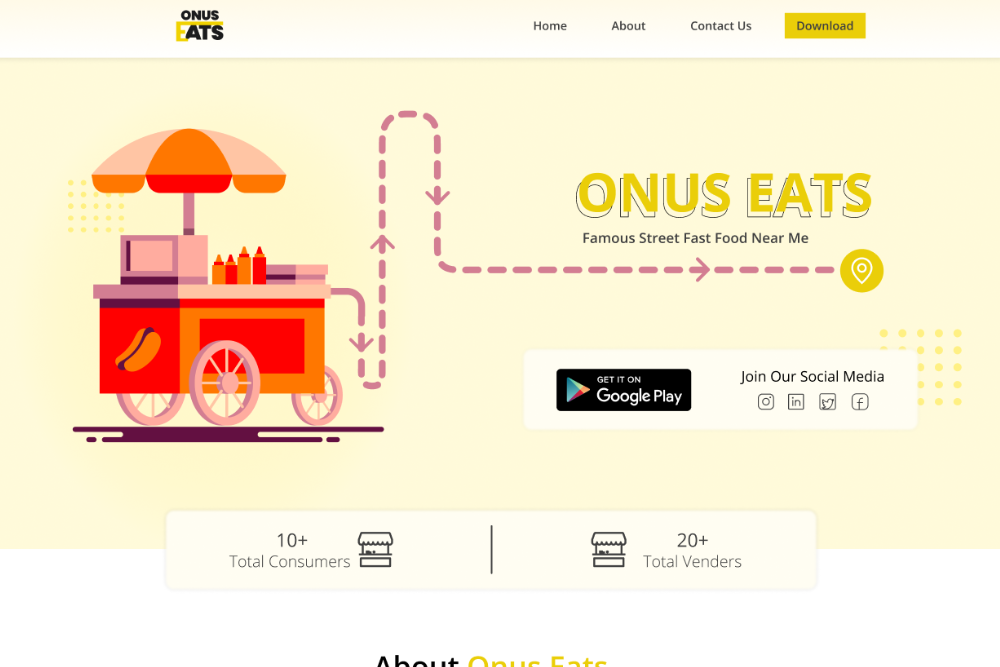 ONUS
EATS
Home
About
Contact Us
Download
ONUS EATS
Famous Street Fast Food Near Me
GET IT ON
Google Play
Join Our Social Media
10+
Total Consumers
20+
Total Venders
About Onus Eats